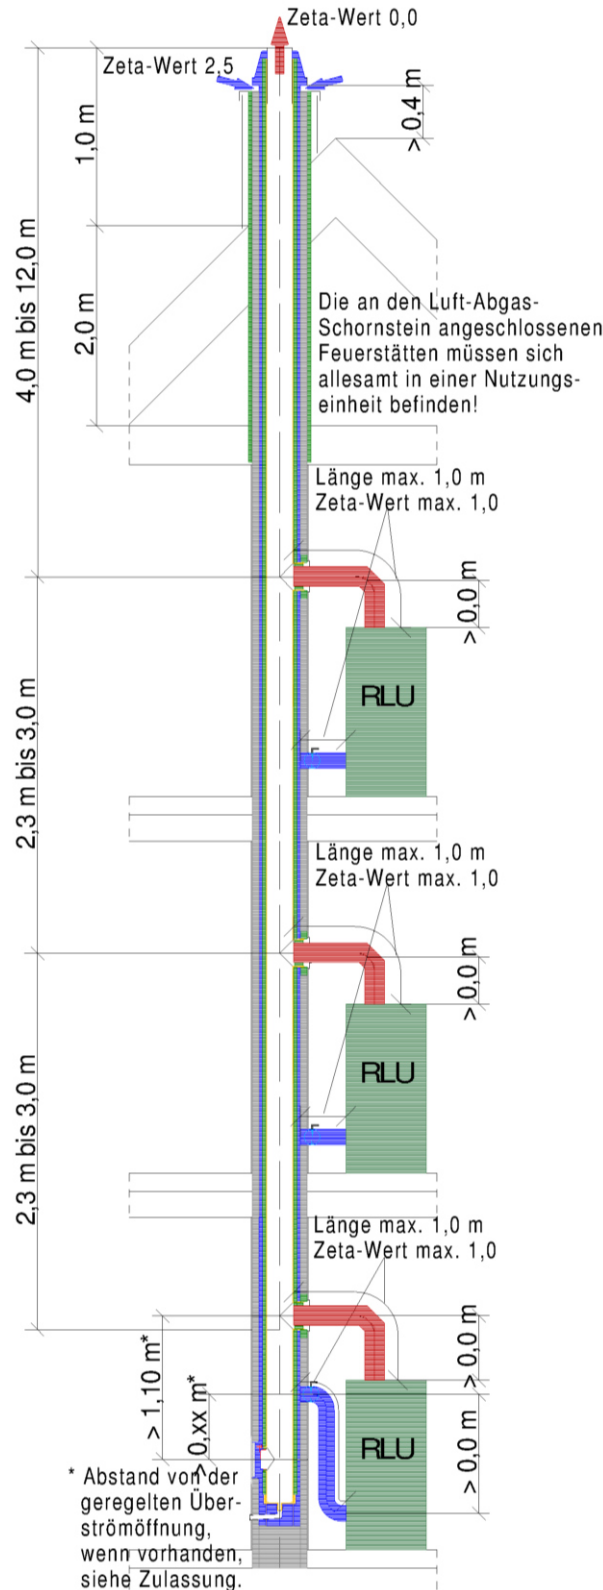 Zeta-Wert 0,0
Zeta-Wert 2,5
> 0,4 m
1,0 m
4,0 m bis 12,0 m
2,0 m
Die an den Luft-Abgas-
Schornstein angeschlossenen
Feuerstätten müssen sich
allesamt in einer Nutzungs-
einheit befinden!
Länge max. 1,0 m
Zeta-Wert max. 1,0
> 0,0 m
RLU
2,3 m bis 3,0 m
Länge max. 1,0 m
Zeta-Wert max. 1,0
> 0,0 m
RLU
2,3 m bis 3,0 m
Länge max. 1,0 m
Zeta-Wert max. 1,0
> 0,0 m
> 1,10 m*
> 0,xx m*
> 0,0 m
RLU
* Abstand von der
geregelten Über-
strömöffnung,
wenn vorhanden,
siehe Zulassung.